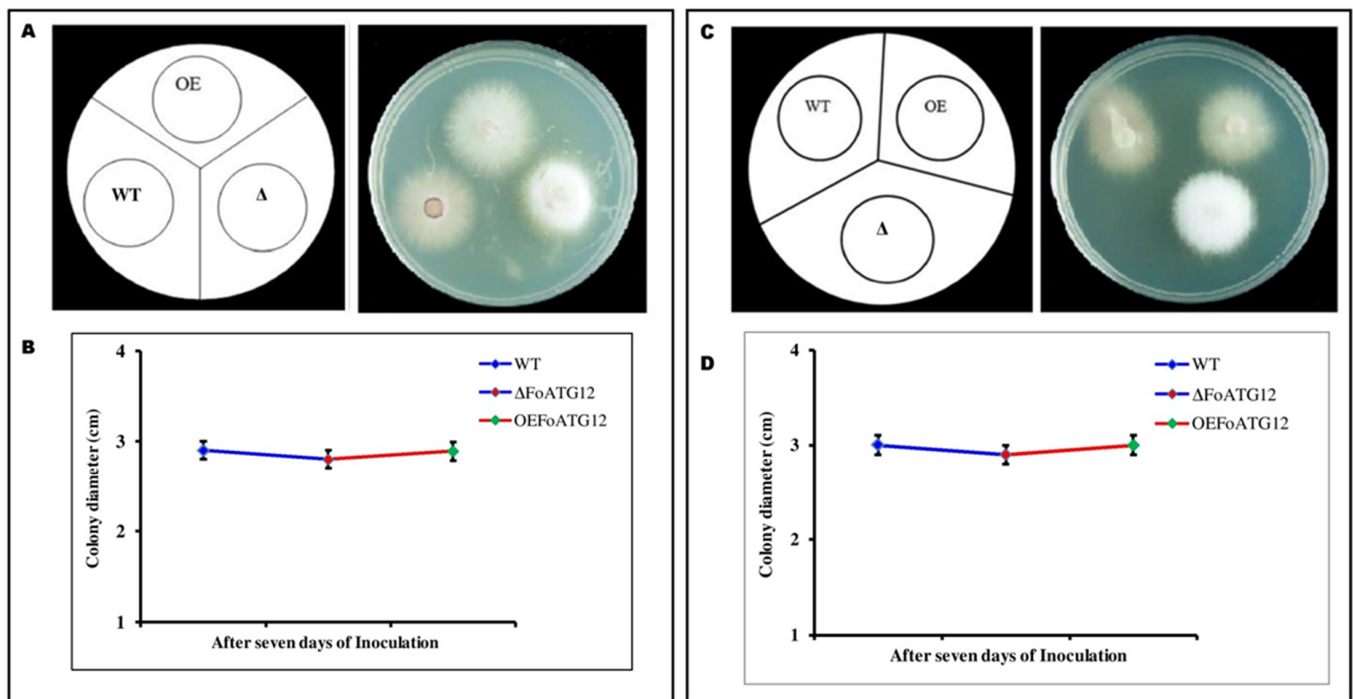 A
OE
WT
Δ
B
4
3
2
1
Colony diameter (cm)
WT
ΔFoATG12
OEFoATG12
After seven days of Inoculation
C
WT
OE
Δ
D
4
3
2
1
Colony diameter (cm)
WT
ΔFoATG12
OEFoATG12
After seven days of Inoculation